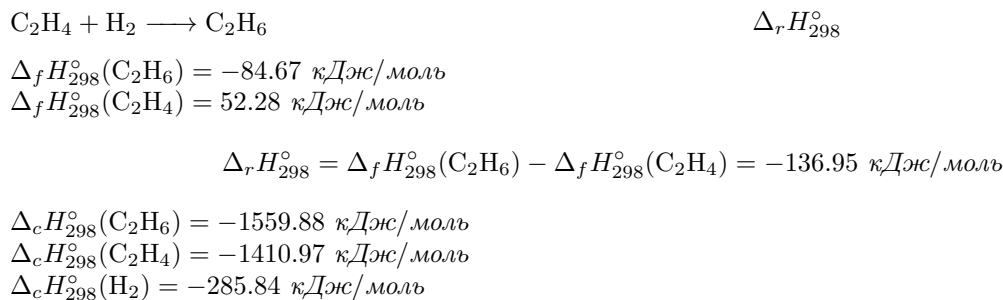 C₂H₄ + H₂ ⟶ C₂H₆ ΔᵣH°₂₉₈
Δ_fH°₂₉₈(C₂H₆) = −84.67 кДж/моль
Δ_fH°₂₉₈(C₂H₄) = 52.28 кДж/моль
ΔᵣH°₂₉₈ = Δ_fH°₂₉₈(C₂H₆) − Δ_fH°₂₉₈(C₂H₄) = −136.95 кДж/моль
Δ_cH°₂₉₈(C₂H₆) = −1559.88 кДж/моль
Δ_cH°₂₉₈(C₂H₄) = −1410.97 кДж/моль
Δ_cH°₂₉₈(H₂) = −285.84 кДж/моль